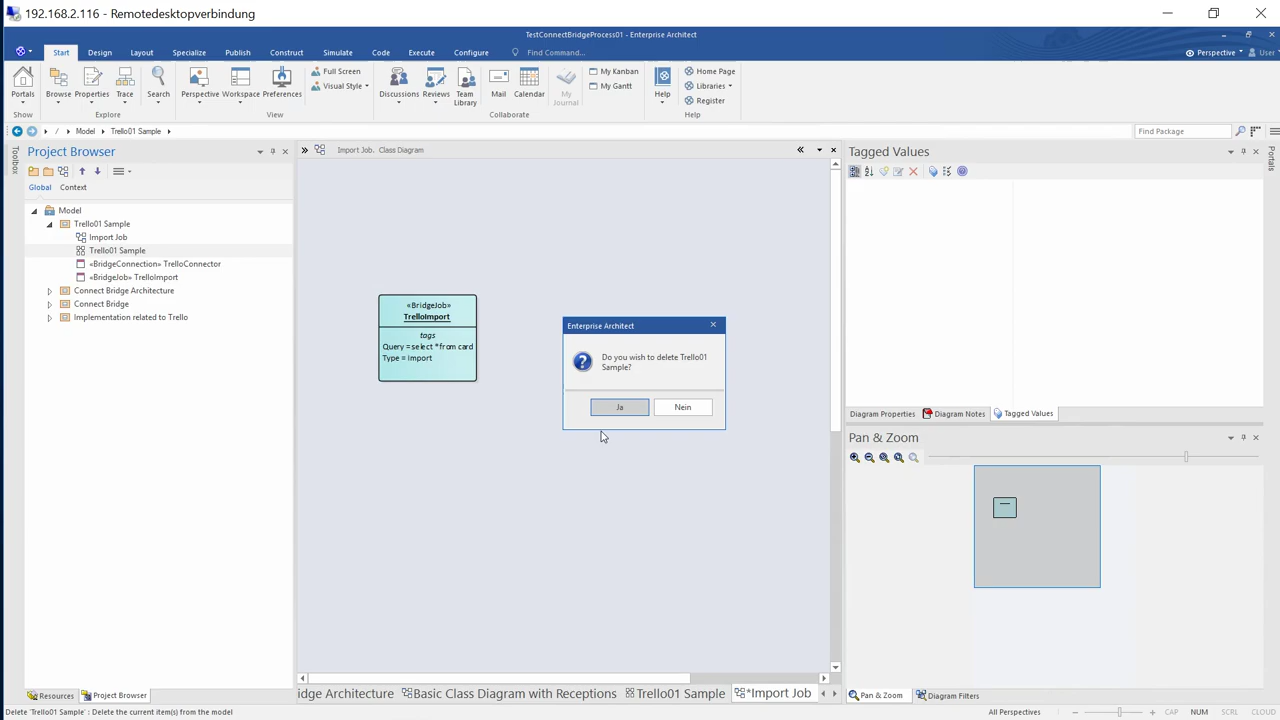 192.168.2.116 - Remotedesktopverbindung
TestConnectBridgeProcess01 - Enterprise Architect
Start Design Layout Specialize Publish Construct Simulate Code Execute Configure Find Command... Perspective User
Portals Browse Properties Trace Search Perspective Workspace Preferences Full Screen Discussions Reviews Team Library Mail Calendar My Journal My Kanban Help Home Page
Visual Style My Gantt Libraries
Register
Show Explore View Collaborate Help
/ Model Trello01 Sample Find Package
Toolbox
Project Browser
Global Context
Model
Trello01 Sample
Import Job
Trello01 Sample
«BridgeConnection» TrelloConnector
«BridgeJob» TrelloImport
Connect Bridge Architecture
Connect Bridge
Implementation related to Trello
Resources Project Browser
Import Job. Class Diagram
«BridgeJob»
TrelloImport
tags
Query = select * from card
Type = import
Enterprise Architect
Do you wish to delete Trello01
Sample?
Ja Nein
idge Architecture Basic Class Diagram with Receptions Trello01 Sample *Import Job
Tagged Values
Portals
Diagram Properties Diagram Notes Tagged Values
Pan & Zoom
Pan & Zoom Diagram Filters
Delete 'Trello01 Sample' : Delete the current item(s) from the model
All Perspectives CAP NUM SCRL CLOUD